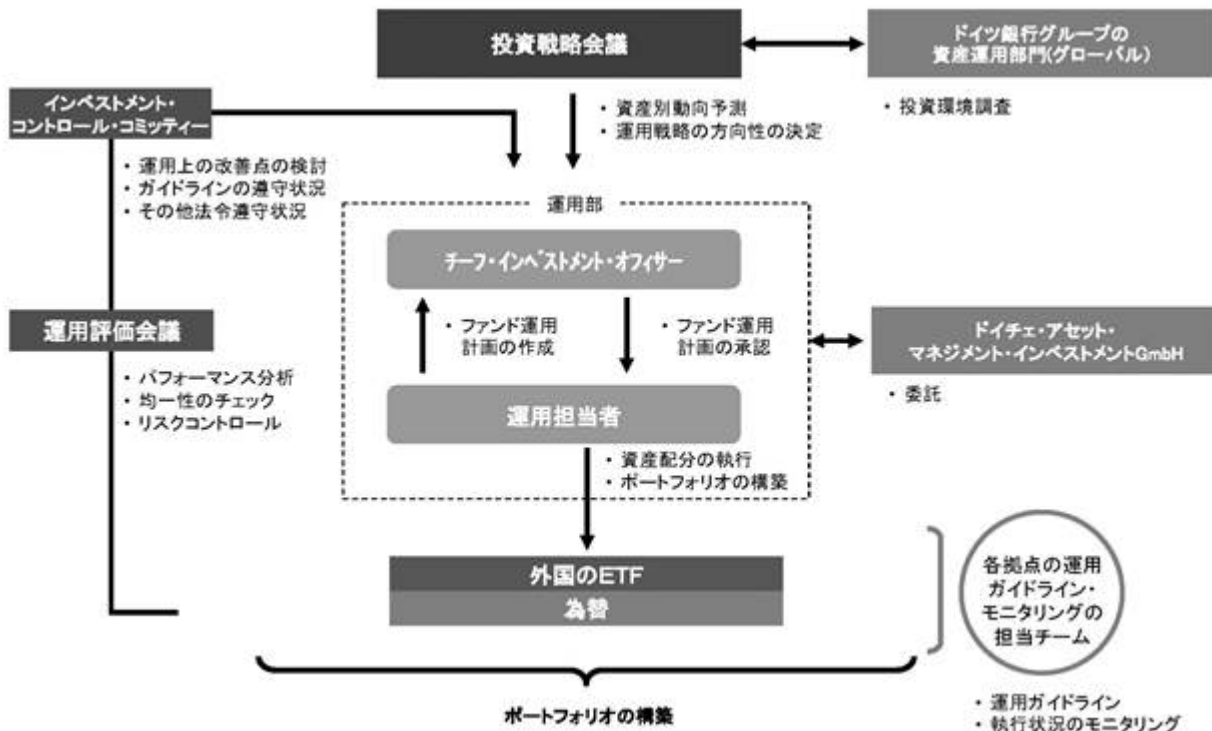 投資戦略会議
ドイツ銀行グループの
資産運用部門(グローバル)
・投資環境調査
・資産別動向予測
・運用戦略の方向性の決定
インベストメント・
コントロール・コミッティー
・運用上の改善点の検討
・ガイドラインの遵守状況
・その他法令遵守状況
運用部
チーフ・インベストメント・オフィサー
・ファンド運用
計画の作成
・ファンド運用
計画の承認
運用担当者
運用評価会議
・パフォーマンス分析
・均一性のチェック
・リスクコントロール
ドイチェ・アセット・
マネジメント・インベストメントGmbH
・委託
・資産配分の執行
・ポートフォリオの構築
外国のETF
為替
各拠点の運用
ガイドライン・
モニタリングの
担当チーム
・運用ガイドライン
・執行状況のモニタリング
ポートフォリオの構築